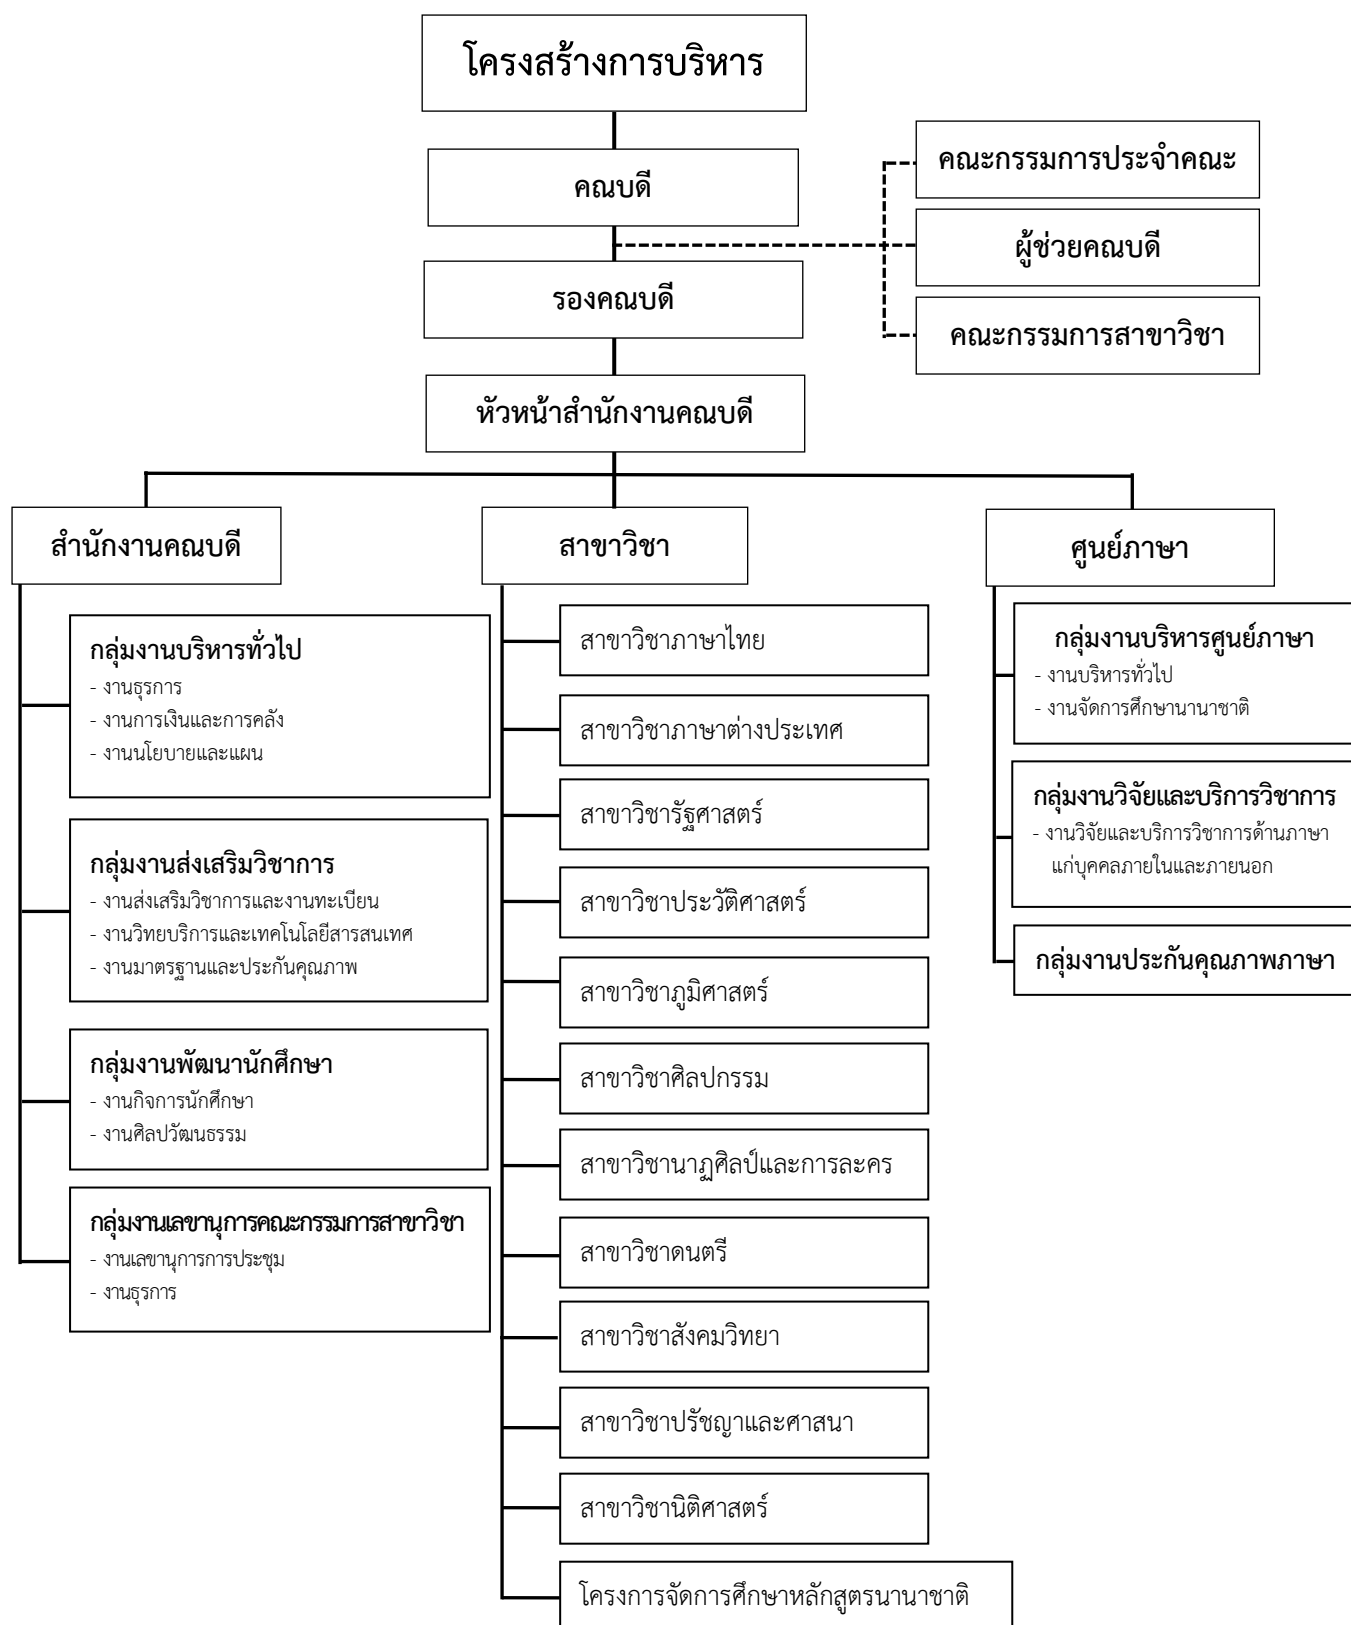 โครงสร้างการบริหาร
คณบดี
คณะกรรมการประจำคณะ
ผู้ช่วยคณบดี
คณะกรรมการสาขาวิชา
รองคณบดี
หัวหน้าสำนักงานคณบดี
สำนักงานคณบดี
กลุ่มงานบริหารทั่วไป
- งานธุรการ
- งานการเงินและการคลัง
- งานนโยบายและแผน
กลุ่มงานส่งเสริมวิชาการ
- งานส่งเสริมวิชาการและงานทะเบียน
- งานวิทยบริการและเทคโนโลยีสารสนเทศ
- งานมาตรฐานและประกันคุณภาพ
กลุ่มงานพัฒนานักศึกษา
- งานกิจการนักศึกษา
- งานศิลปวัฒนธรรม
กลุ่มงานเลขานุการคณะกรรมการสาขาวิชา
- งานเลขานุการการประชุม
- งานธุรการ
สาขาวิชา
สาขาวิชาภาษาไทย
สาขาวิชาภาษาต่างประเทศ
สาขาวิชารัฐศาสตร์
สาขาวิชาประวัติศาสตร์
สาขาวิชาภูมิศาสตร์
สาขาวิชาศิลปกรรม
สาขาวิชานาฏศิลป์และการละคร
สาขาวิชาดนตรี
สาขาวิชาสังคมวิทยา
สาขาวิชาปรัชญาและศาสนา
สาขาวิชานิติศาสตร์
โครงการจัดการศึกษาหลักสูตรนานาชาติ
ศูนย์ภาษา
กลุ่มงานบริหารศูนย์ภาษา
- งานบริหารทั่วไป
- งานจัดการศึกษานานาชาติ
กลุ่มงานวิจัยและบริการวิชาการ
- งานวิจัยและบริการวิชาการด้านภาษา
แก่บุคคลภายในและภายนอก
กลุ่มงานประกันคุณภาพภาษา